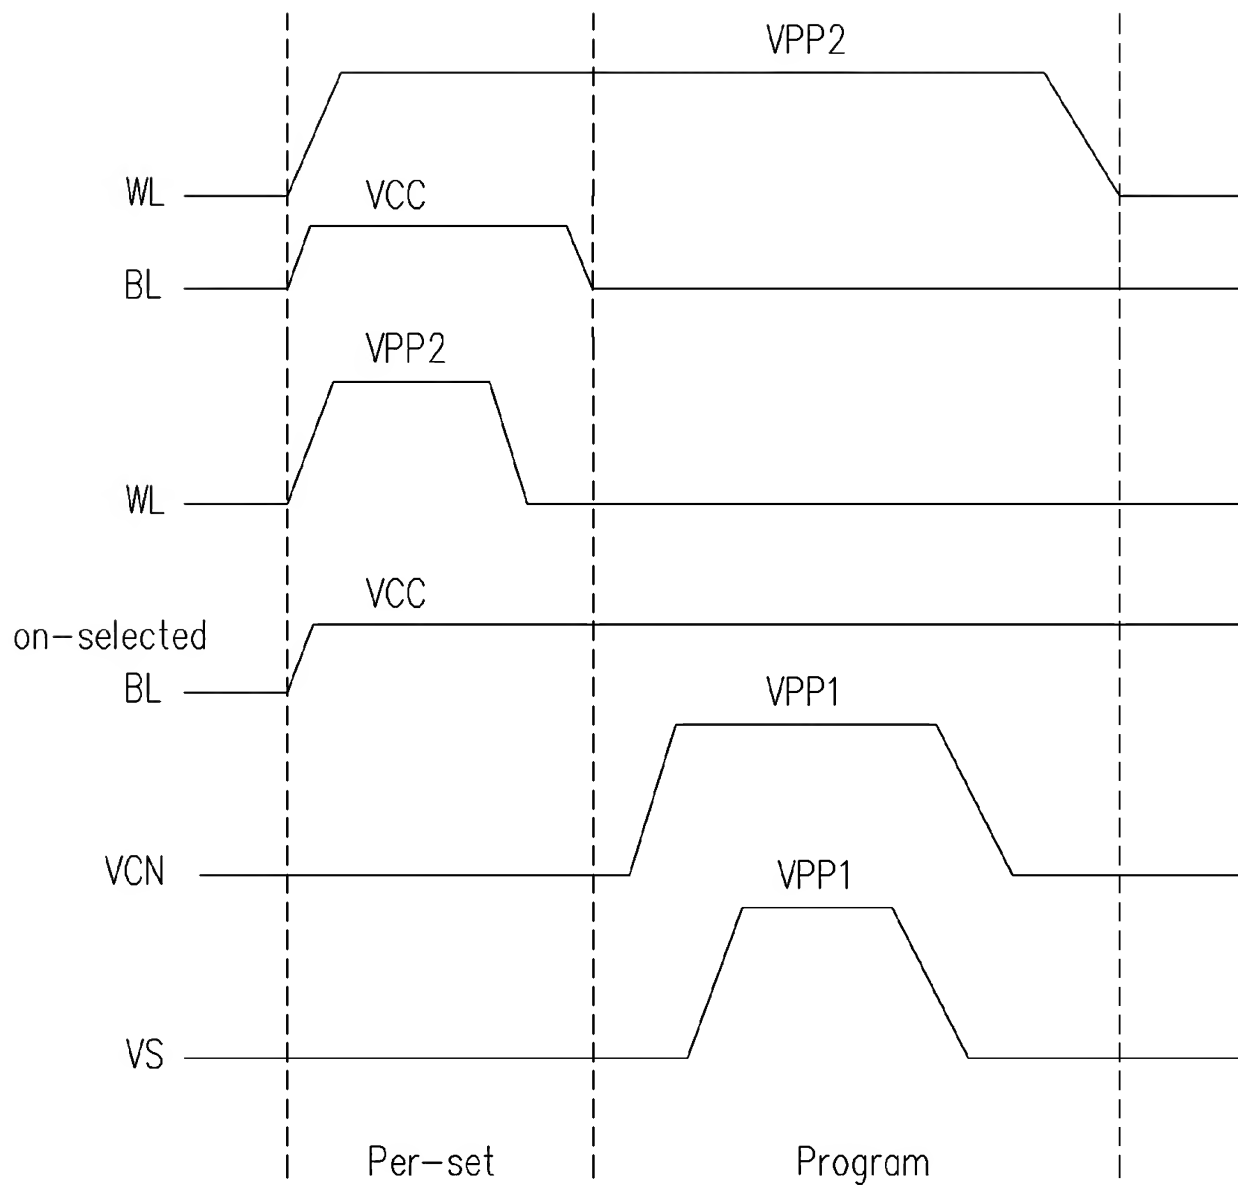 VPP2
WL
VCC
BL
VPP2
WL
VCC
on-selected
BL
VPP1
VCN
VPP1
VS
Per-set
Program